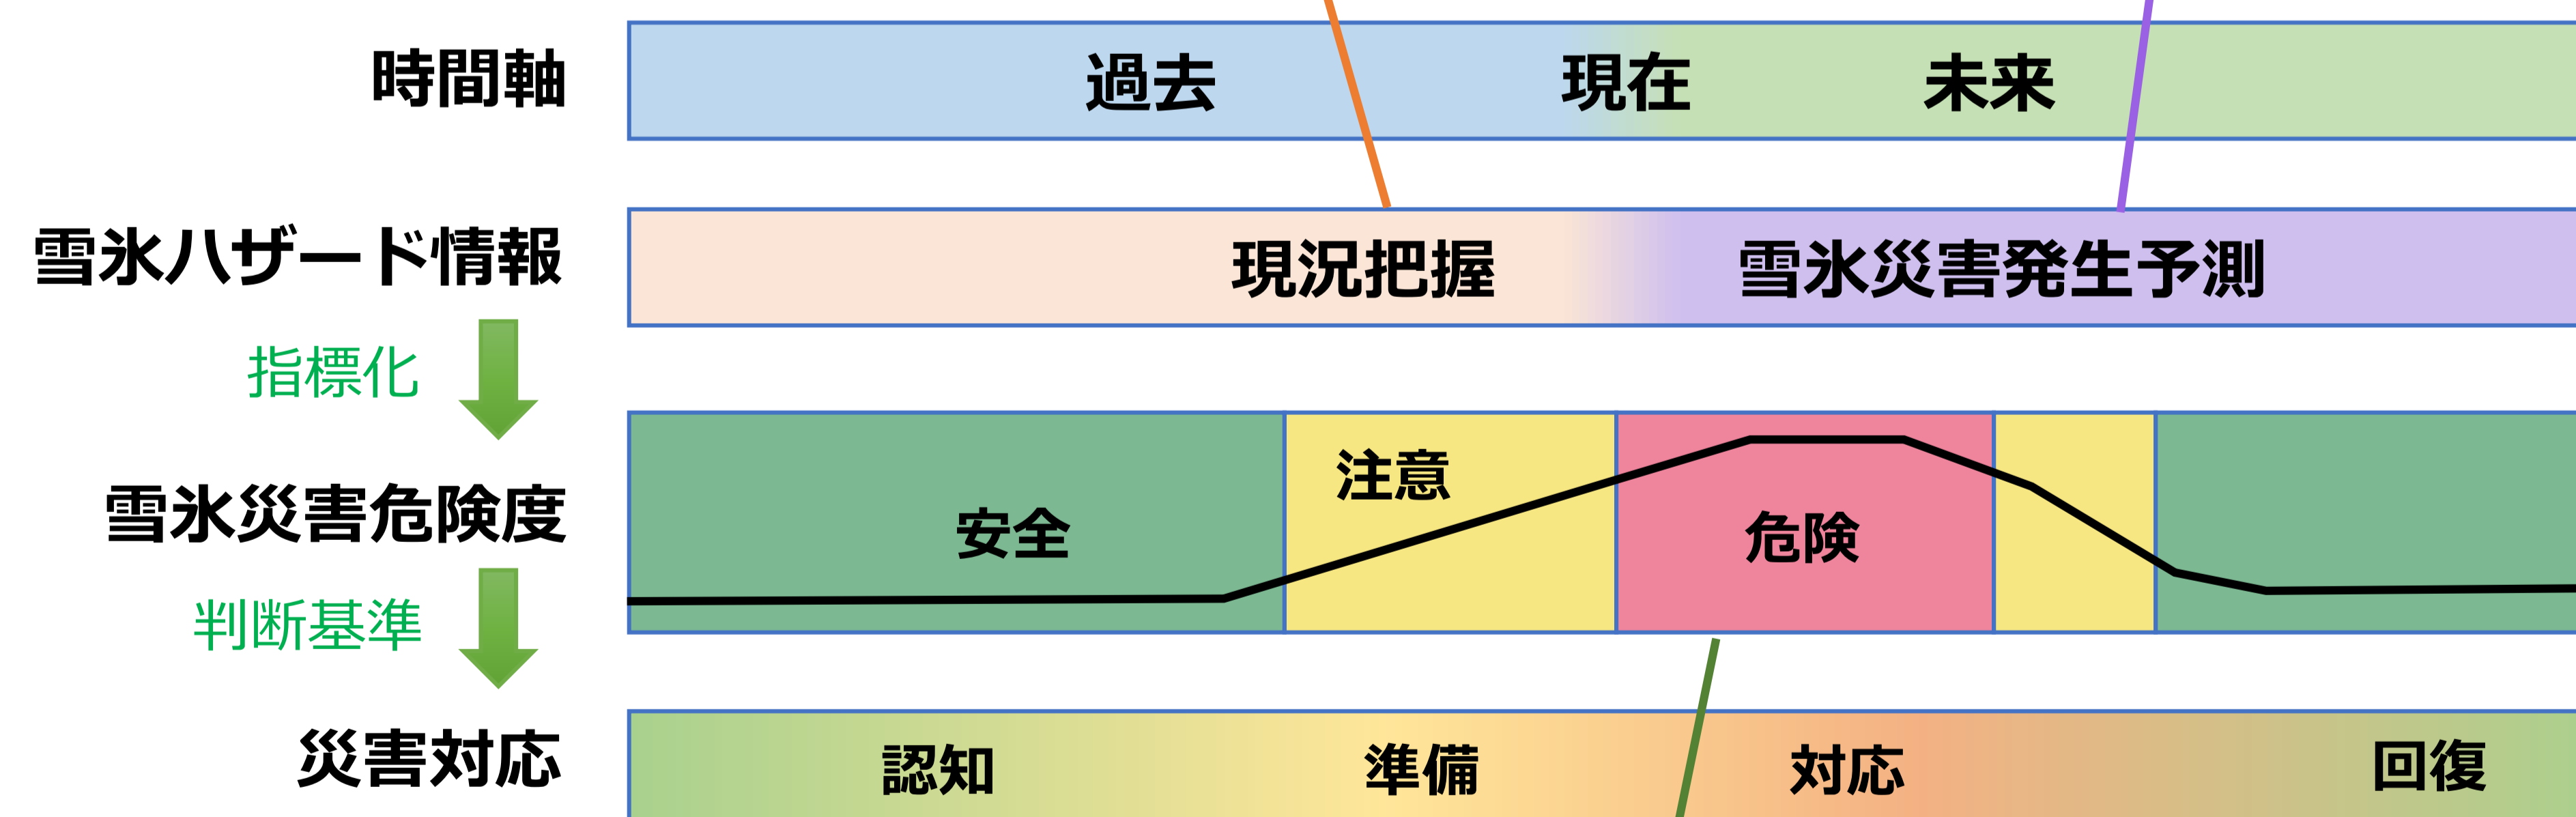 時間軸
過去 現在 未来
雪氷ハザード情報
現況把握 雪氷災害発生予測
指標化
雪氷災害危険度
安全 注意 危険
判断基準
災害対応
認知 準備 対応 回復